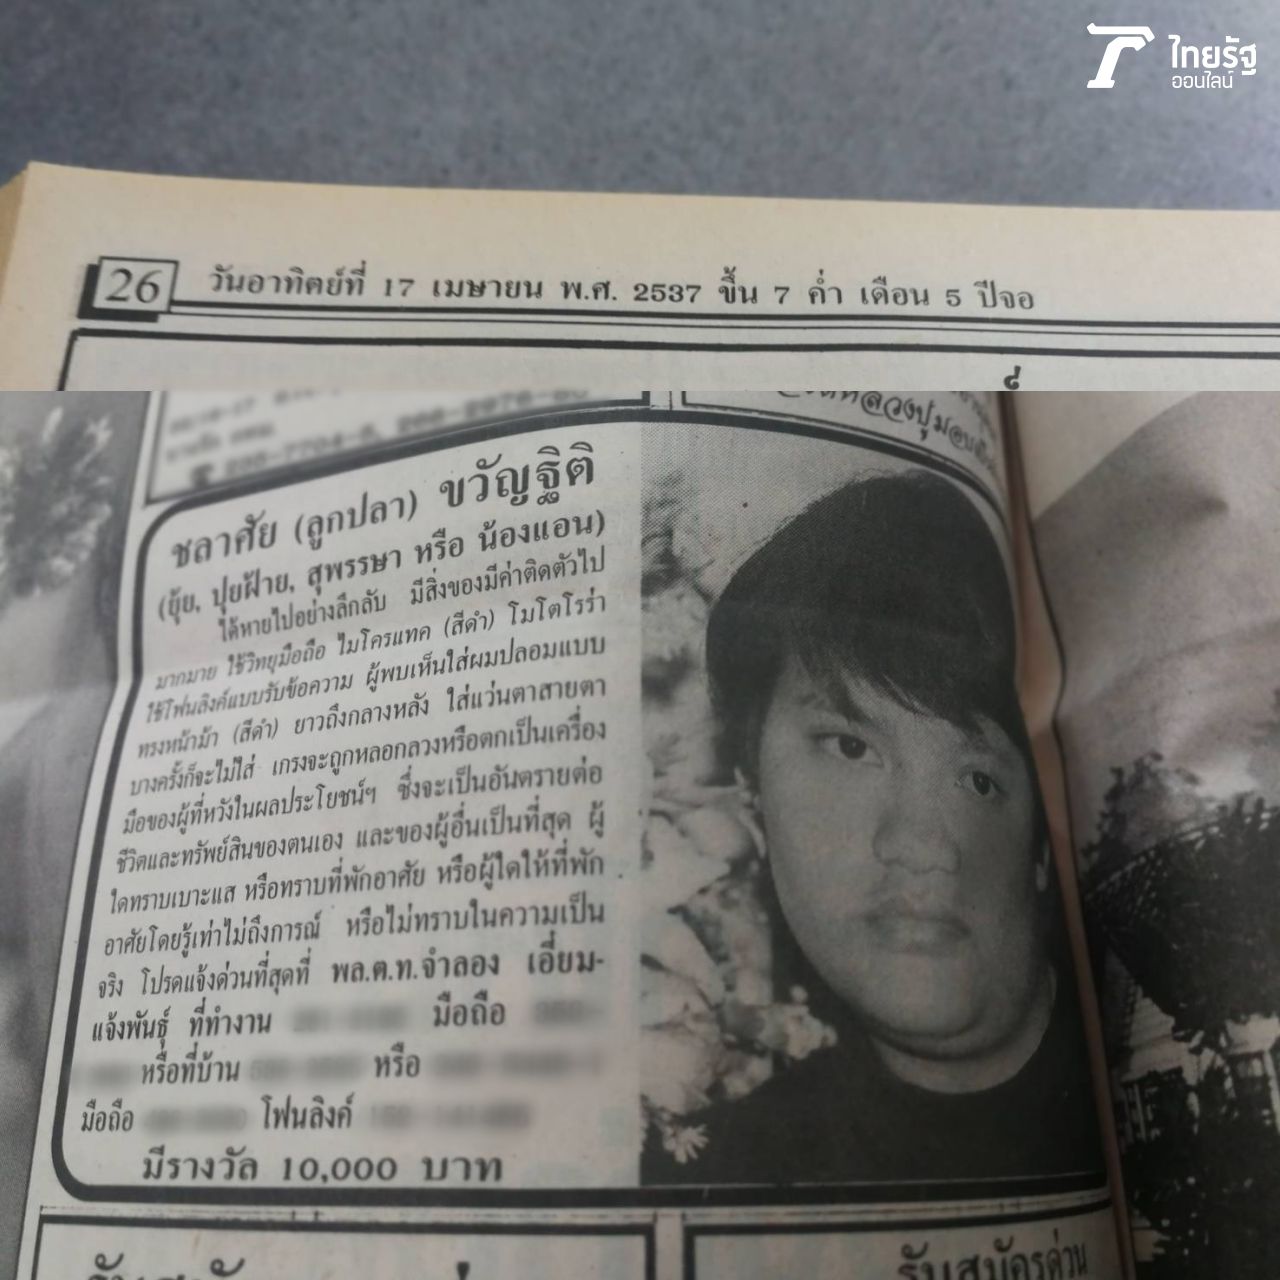 ไทยรัฐ
ออนไลน์
26 วันอาทิตย์ที่ 17 เมษายน พ.ศ. 2537 ขึ้น 7 ค่ำ เดือน 5 ปีจอ
ชลาศัย (ลูกปลา) ขวัญฐิติ
(ยุ้ย, ปุยฝ้าย, สุพรรษา หรือ น้องแอน)
ได้หายไปอย่างลึกลับ มีสิ่งของมีค่าติดตัวไป
มากมาย ใช้วิทยุมือถือ ไมโครแทค (สีดำ) โมโตโรร่า
ใช้โฟนลิงค์แบบรับข้อความ ผู้พบเห็นใส่ผมปลอมแบบ
ทรงหน้าม้า (สีดำ) ยาวถึงกลางหลัง ใส่แว่นตาสายตา
บางครั้งก็จะไม่ใส่ เกรงจะถูกหลอกลวงหรือตกเป็นเครื่อง
มือของผู้ที่หวังในผลประโยชน์ฯ ซึ่งจะเป็นอันตรายต่อ
ชีวิตและทรัพย์สินของตนเอง และของผู้อื่นเป็นที่สุด ผู้
ใดทราบเบาะแส หรือทราบที่พักอาศัย หรือผู้ใดให้ที่พัก
อาศัยโดยรู้เท่าไม่ถึงการณ์ หรือไม่ทราบในความเป็น
จริง โปรดแจ้งด่วนที่สุดที่ พล.ต.ท.จำลอง เอี่ยม-
แจ้งพันธุ์ ที่ทำงาน มือถือ
หรือที่บ้าน หรือ
มือถือ โฟนลิงค์
มีรางวัล 10,000 บาท
รับสมัครด่วน